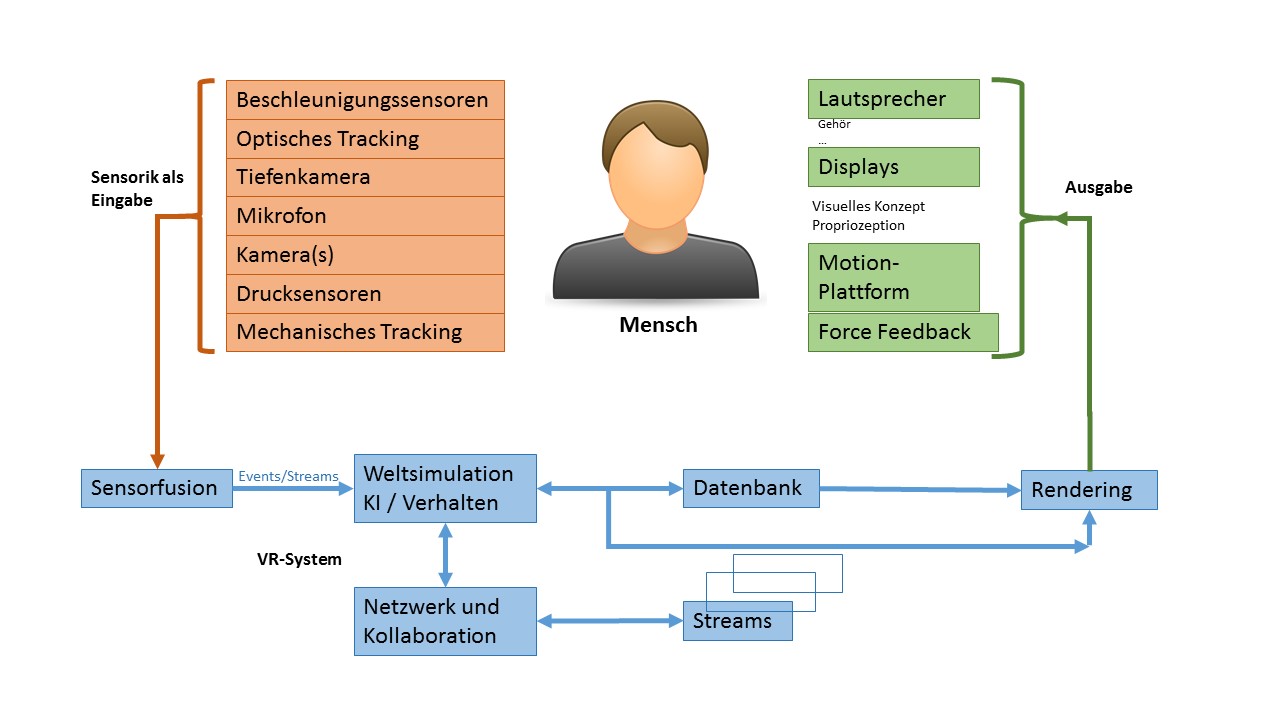 Sensorik als
Eingabe
Beschleunigungssensoren
Optisches Tracking
Tiefenkamera
Mikrofon
Kamera(s)
Drucksensoren
Mechanisches Tracking
Mensch
Lautsprecher
Gehör
...
Displays
Visuelles Konzept
Propriozeption
Motion-
Plattform
Force Feedback
Ausgabe
Sensorfusion
Events/Streams
Weltsimulation
KI / Verhalten
Datenbank
Rendering
VR-System
Netzwerk und
Kollaboration
Streams